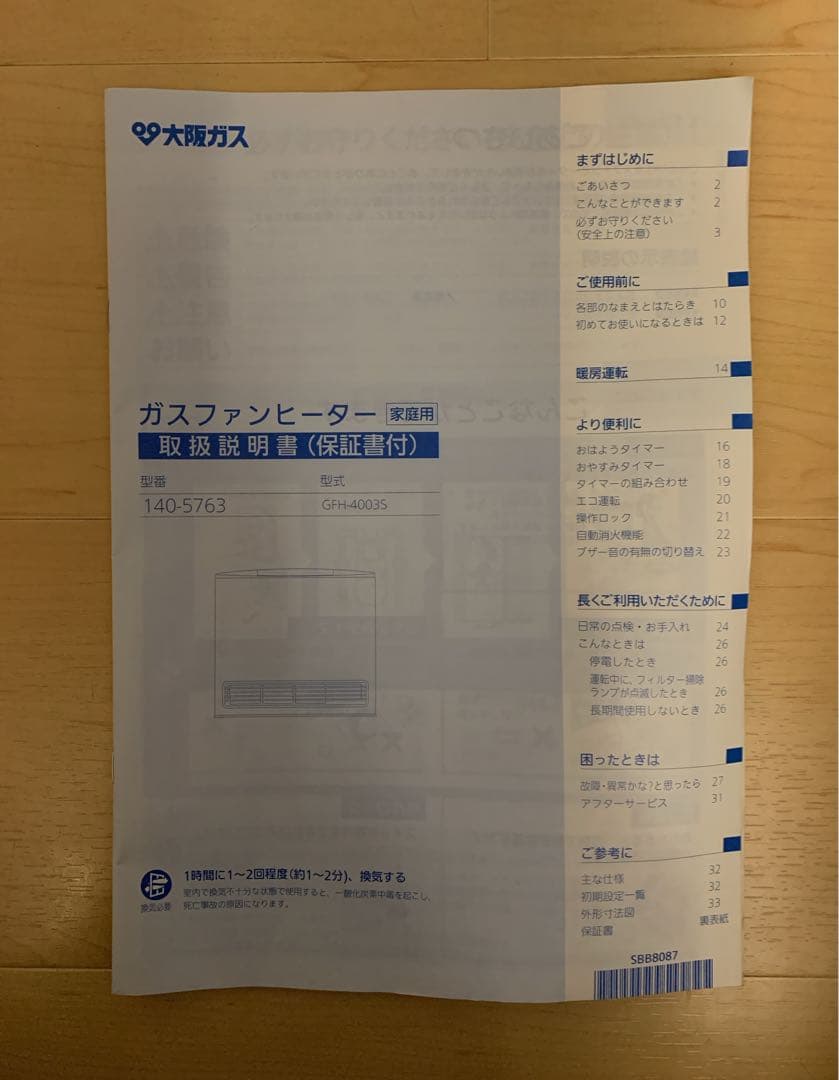 大阪ガス
ガスファンヒーター 家庭用
取扱説明書(保証書付)
型番 型式
140-5763 GFH-4003S
換気必要
1時間に1〜2回程度(約1〜2分)、換気する
室内で換気不十分な状態で使用すると、一酸化炭素中毒を起こし、
死亡事故の原因になります。
まずはじめに
ごあいさつ 2
こんなことができます 2
必ずお守りください
(安全上の注意) 3
ご使用前に
各部のなまえとはたらき 10
初めてお使いになるときは 12
暖房運転 14
より便利に
おはようタイマー 16
おやすみタイマー 18
タイマーの組み合わせ 19
エコ運転 20
操作ロック 21
自動消火機能 22
ブザー音の有無の切り替え 23
長くご利用いただくために
日常の点検・お手入れ 24
こんなときは 26
停電したとき 26
運転中に、フィルター掃除
ランプが点滅したとき 26
長期間使用しないとき 26
困ったときは
故障・異常かな?と思ったら 27
アフターサービス 31
ご参考に
主な仕様 32
初期設定一覧 32
外形寸法図 33
保証書 裏表紙
SBB8087